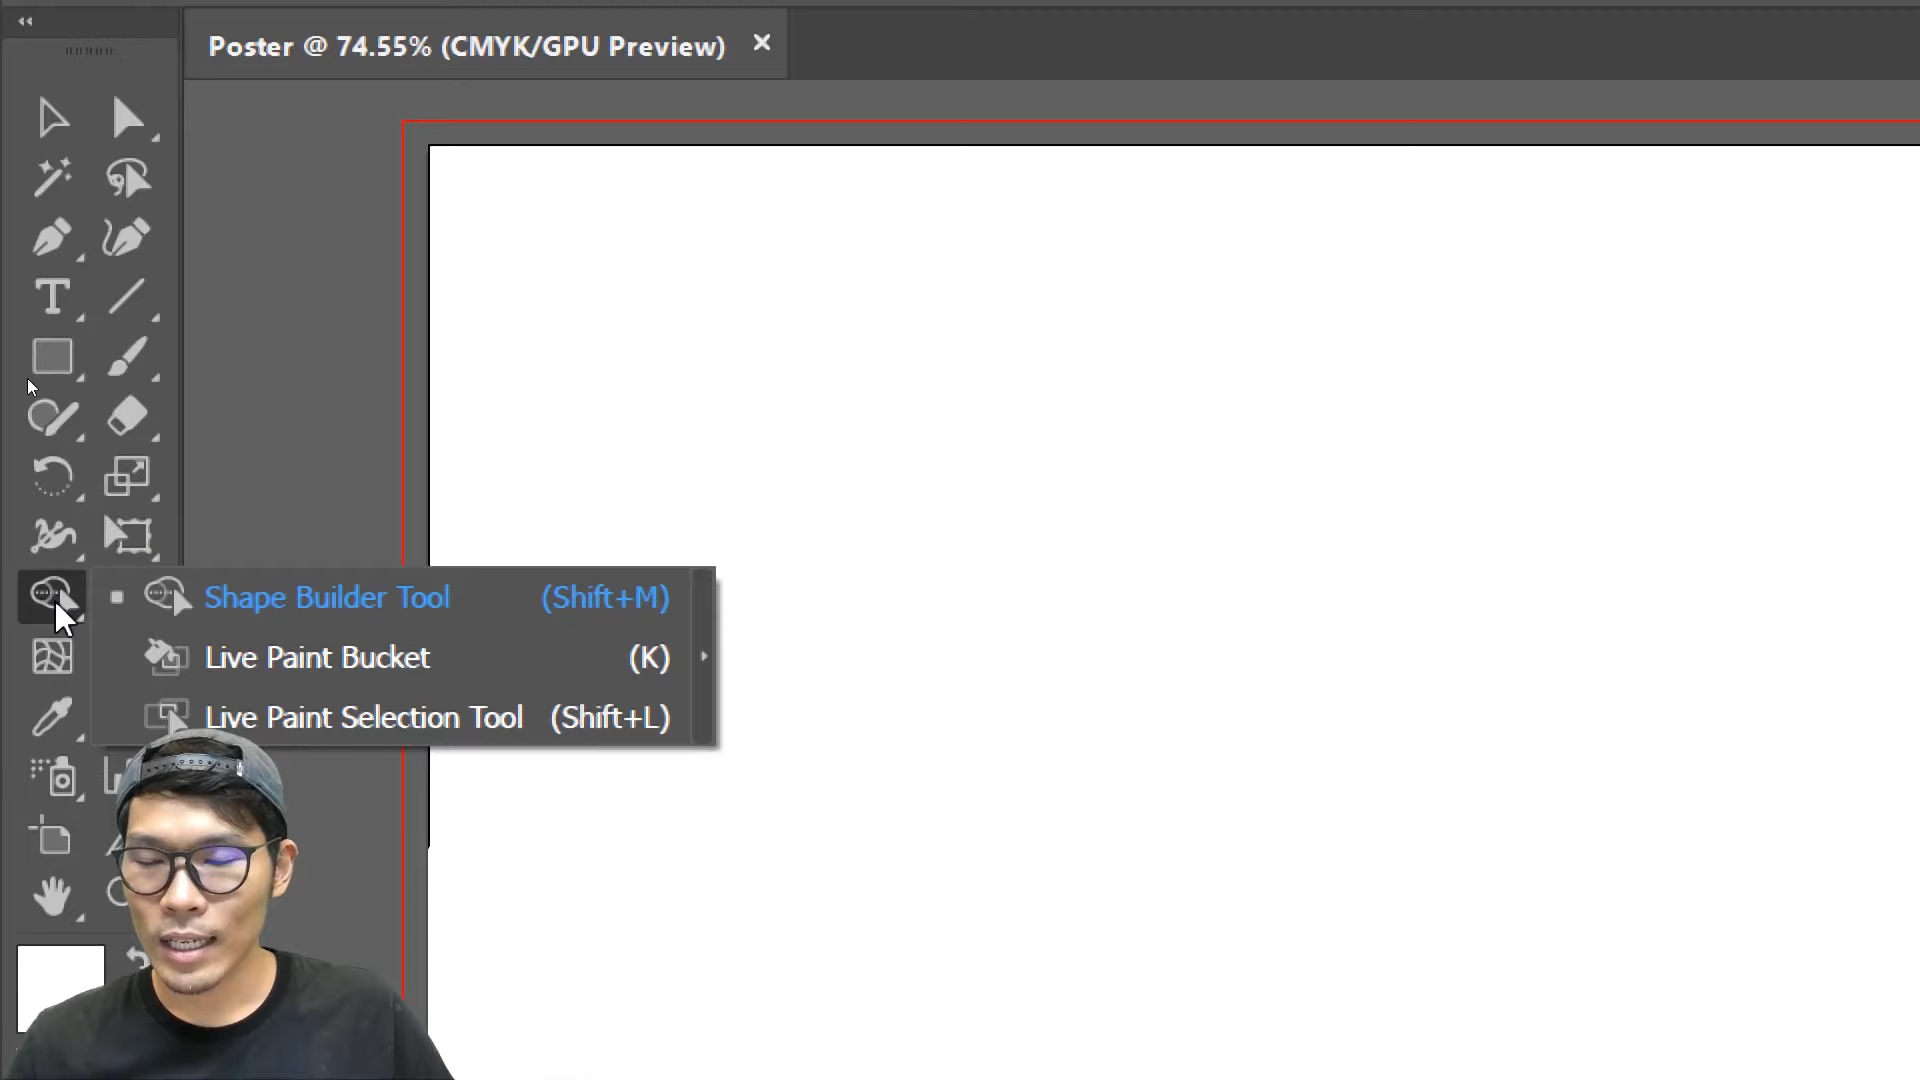 Poster @ 74.55% (CMYK/GPU Preview)
Shape Builder Tool (Shift+M)
Live Paint Bucket (K)
Live Paint Selection Tool (Shift+L)